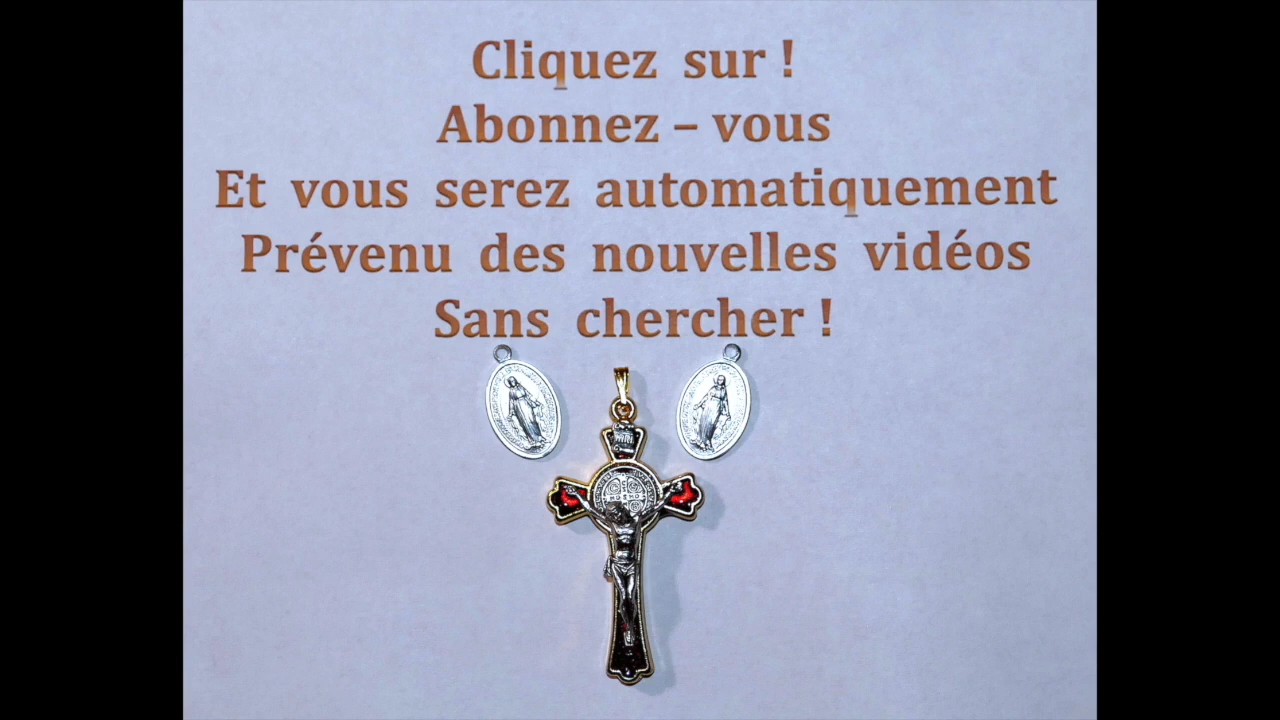 Cliquez sur !
Abonnez – vous
Et vous serez automatiquement
Prévenu des nouvelles vidéos
Sans chercher !